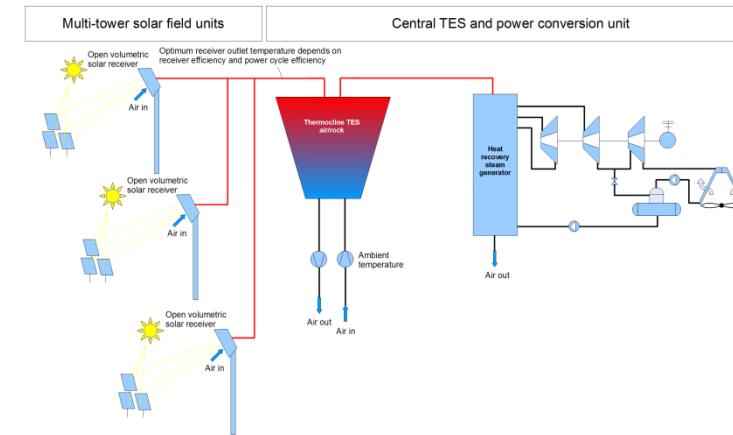 Multi-tower solar field units
Central TES and power conversion unit
Open volumetric
solar receiver
Optimum receiver outlet temperature depends on
receiver efficiency and power cycle efficiency
Air in
Thermocline TES
air/rock
Heat
recovery
steam
generator
Open volumetric
solar receiver
Air in
Ambient
temperature
Air out
Air out
Air in
Open volumetric
solar receiver
Air in